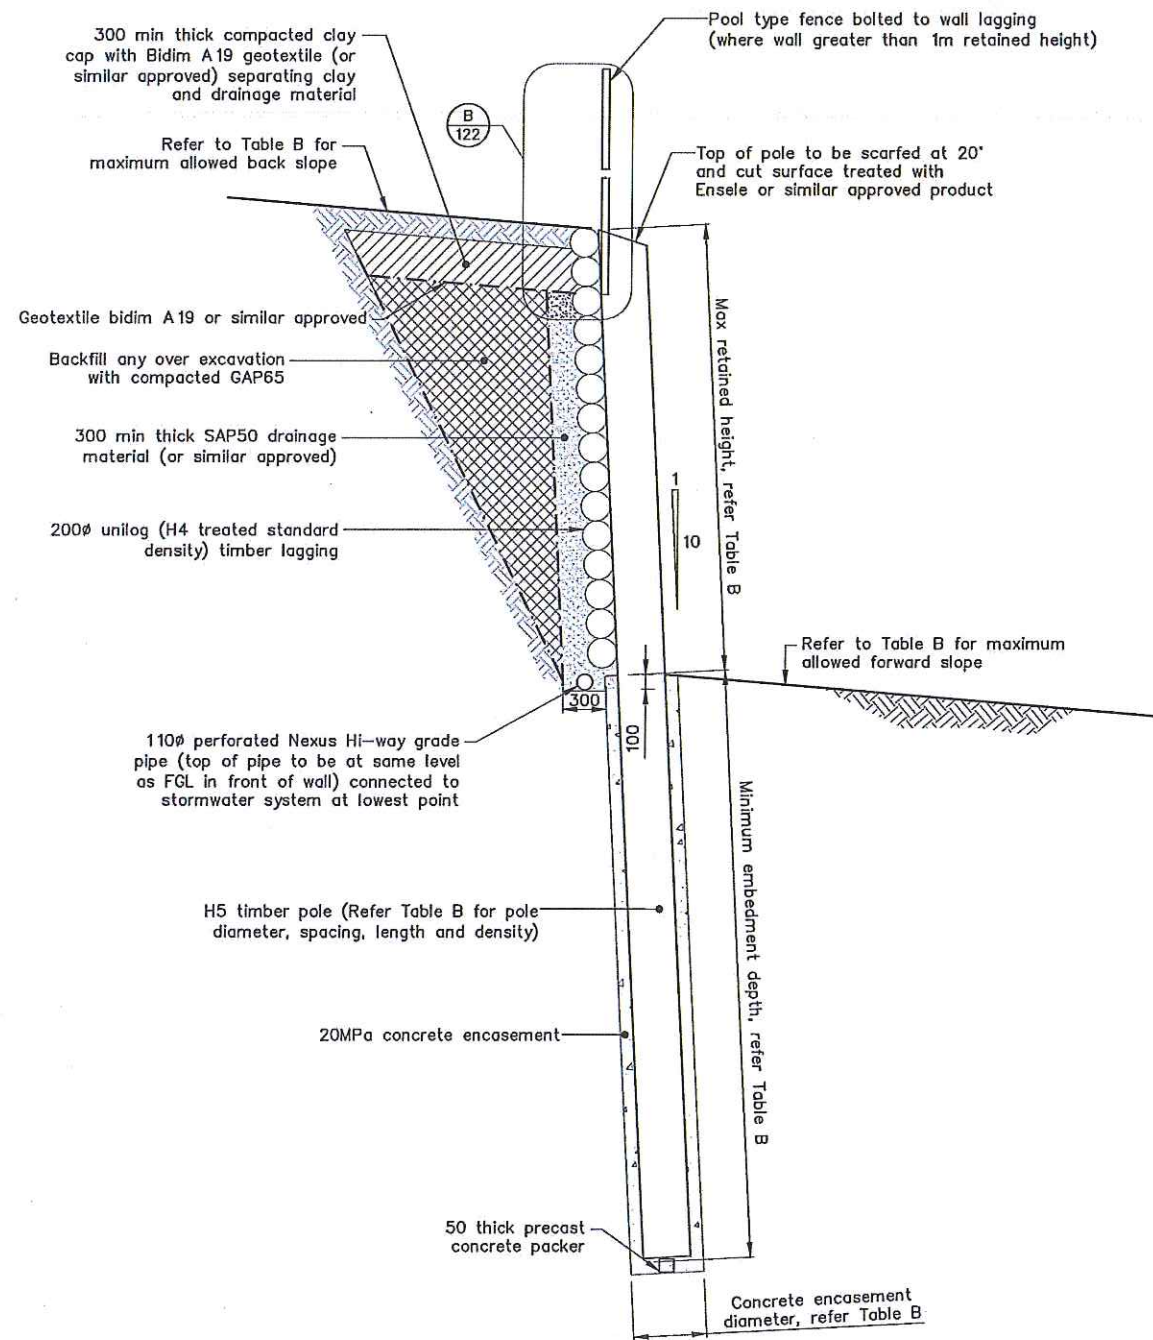 300 min thick compacted clay
cap with Bidim A19 geotextile (or
similar approved) separating clay
and drainage material
Pool type fence bolted to wall lagging
(where wall greater than 1m retained height)
B
122
Refer to Table B for
maximum allowed back slope
Top of pole to be scarfed at 20°
and cut surface treated with
Ensele or similar approved product
Geotextile bidim A19 or similar approved
Backfill any over excavation
with compacted GAP65
Max retained height, refer Table B
300 min thick SAP50 drainage
material (or similar approved)
1
10
200ø unilog (H4 treated standard
density) timber lagging
Refer to Table B for maximum
allowed forward slope
300
100
110ø perforated Nexus Hi-way grade
pipe (top of pipe to be at same level
as FGL in front of wall) connected to
stormwater system at lowest point
Minimum embedment depth, refer Table B
H5 timber pole (Refer Table B for pole
diameter, spacing, length and density)
20MPa concrete encasement
50 thick precast
concrete packer
Concrete encasement
diameter, refer Table B